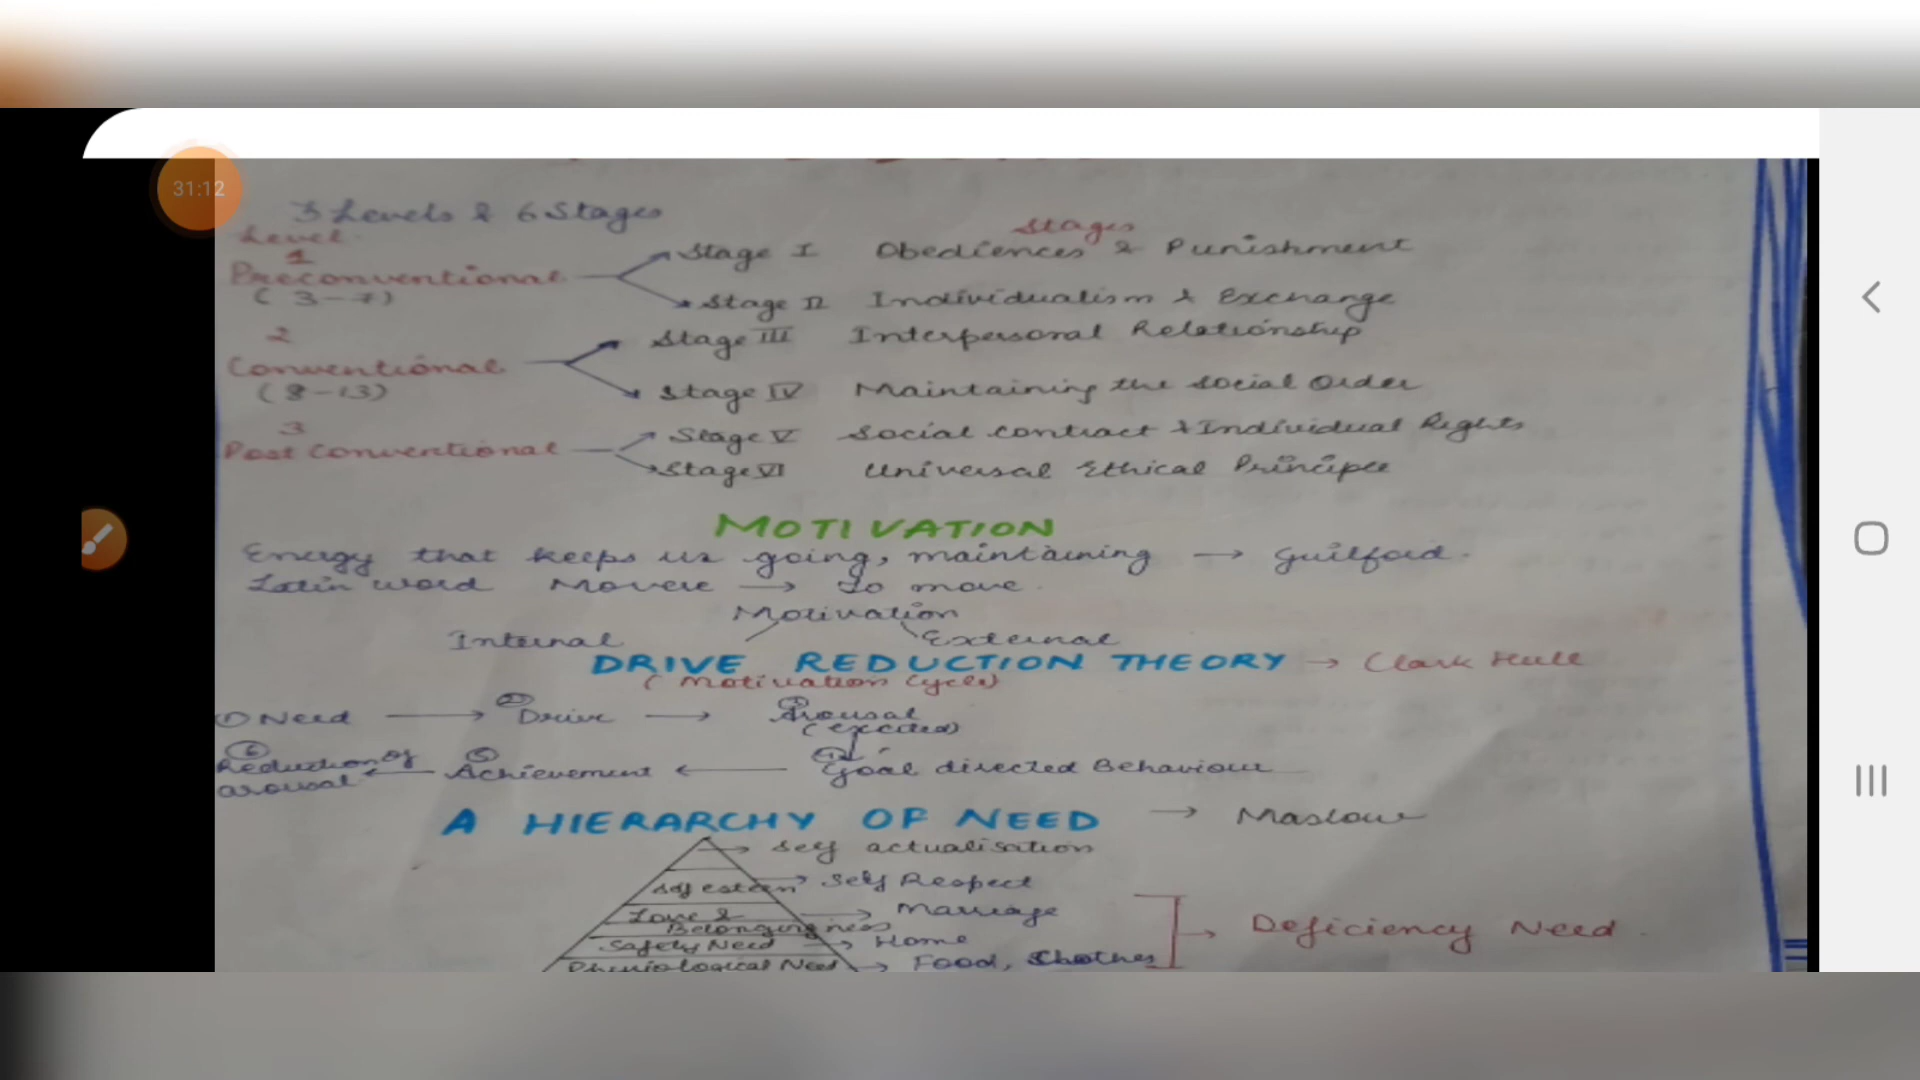 31:12
3 Levels & 6 Stages
Level
Stages
1
Preconventional
(3-7)
Stage I Obediences & Punishment
Stage II Individualism & Exchange
2
Conventional
(8-13)
Stage III Interpersonal Relationship
Stage IV Maintaining the social Order
3
Post Conventional
Stage V Social contract & Individual Rights
Stage VI Universal Ethical Principle
MOTIVATION
Energy that keeps us going, maintaining → Guilford.
Latin word Movere → to move.
Motivation
Internal External
DRIVE REDUCTION THEORY → Clark Hull
(Motivation Cycle)
① Need → ② Drive → ③ Arousal
(excited)
④ Goal directed Behaviour
⑤ Achievement
⑥ Reduction of
arousal
A HIERARCHY OF NEED → Maslow
→ Self actualisation
Self esteem → Self Respect
Love &
Belongingness → Marriage
Safety Need → Home
Physiological Need → Food, Clothes
→ Deficiency Need